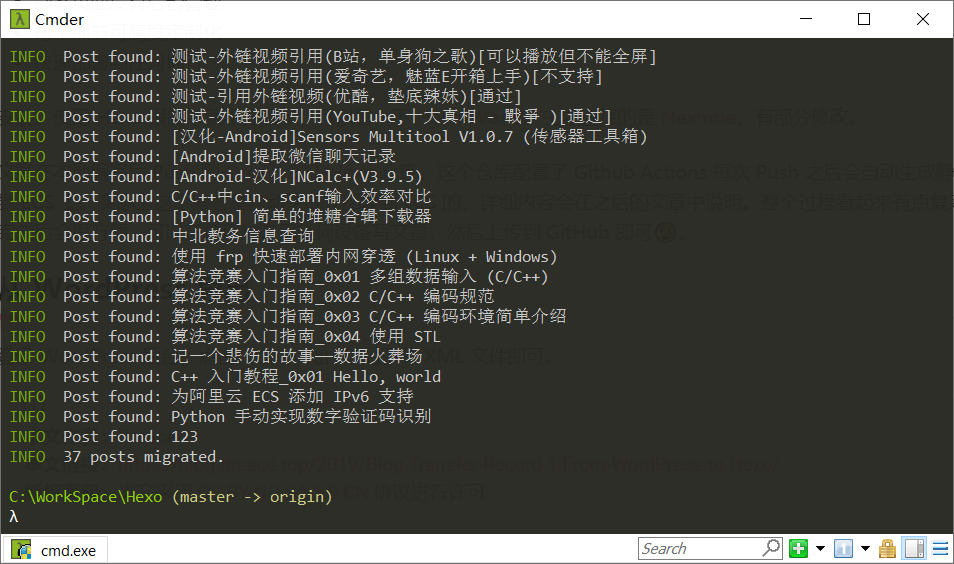 Cmder
INFO  Post found: 测试-外链视频引用(B站，单身狗之歌)[可以播放但不能全屏]
INFO  Post found: 测试-外链视频引用(爱奇艺，魅蓝E开箱上手)[不支持]
INFO  Post found: 测试-引用外链视频(优酷，垫底辣妹)[通过]
INFO  Post found: 测试-外链视频引用(YouTube,十大真相 - 戰爭 )[通过]
INFO  Post found: [汉化-Android]Sensors Multitool V1.0.7 (传感器工具箱)
INFO  Post found: [Android]提取微信聊天记录
INFO  Post found: [Android-汉化]NCalc+(V3.9.5)
INFO  Post found: C/C++中cin、scanf输入效率对比
INFO  Post found: [Python] 简单的堆糖合辑下载器
INFO  Post found: 中北教务信息查询
INFO  Post found: 使用 frp 快速部署内网穿透 (Linux + Windows)
INFO  Post found: 算法竞赛入门指南_0x01 多组数据输入 (C/C++)
INFO  Post found: 算法竞赛入门指南_0x02 C/C++ 编码规范
INFO  Post found: 算法竞赛入门指南_0x03 C/C++ 编码环境简单介绍
INFO  Post found: 算法竞赛入门指南_0x04 使用 STL
INFO  Post found: 记一个悲伤的故事——数据火葬场
INFO  Post found: C++ 入门教程_0x01 Hello, world
INFO  Post found: 为阿里云 ECS 添加 IPv6 支持
INFO  Post found: Python 手动实现数字验证码识别
INFO  Post found: 123
INFO  37 posts migrated.
C:\WorkSpace\Hexo (master -> origin)
λ
cmd.exe
Search
1